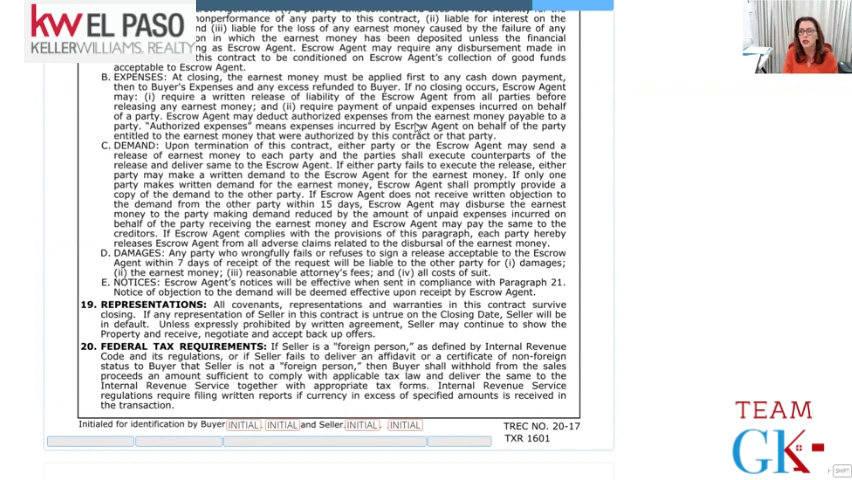 kw EL PASO
KELLERWILLIAMS. REALTY
nonperformance of any party to this contract, (ii) liable for interest on the
nd (iii) liable for the loss of any earnest money caused by the failure of any
on in which the earnest money has been deposited unless the financial
ng as Escrow Agent. Escrow Agent may require any disbursement made in
this contract to be conditioned on Escrow Agent's collection of good funds
acceptable to Escrow Agent.
B. EXPENSES: At closing, the earnest money must be applied first to any cash down payment,
then to Buyer's Expenses and any excess refunded to Buyer. If no closing occurs, Escrow Agent
may: (i) require a written release of liability of the Escrow Agent from all parties before
releasing any earnest money; and (ii) require payment of unpaid expenses incurred on behalf
of a party. Escrow Agent may deduct authorized expenses from the earnest money payable to a
party. "Authorized expenses" means expenses incurred by Escrow Agent on behalf of the party
entitled to the earnest money that were authorized by this contract or that party.
C. DEMAND: Upon termination of this contract, either party or the Escrow Agent may send a
release of earnest money to each party and the parties shall execute counterparts of the
release and deliver same to the Escrow Agent. If either party fails to execute the release, either
party may make a written demand to the Escrow Agent for the earnest money. If only one
party makes written demand for the earnest money, Escrow Agent shall promptly provide a
copy of the demand to the other party. If Escrow Agent does not receive written objection to
the demand from the other party within 15 days, Escrow Agent may disburse the earnest
money to the party making demand reduced by the amount of unpaid expenses incurred on
behalf of the party receiving the earnest money and Escrow Agent may pay the same to the
creditors. If Escrow Agent complies with the provisions of this paragraph, each party hereby
releases Escrow Agent from all adverse claims related to the disbursal of the earnest money.
D. DAMAGES: Any party who wrongfully fails or refuses to sign a release acceptable to the Escrow
Agent within 7 days of receipt of the request will be liable to the other party for (i) damages;
(ii) the earnest money; (iii) reasonable attorney's fees; and (iv) all costs of suit.
E. NOTICES: Escrow Agent's notices will be effective when sent in compliance with Paragraph 21.
Notice of objection to the demand will be deemed effective upon receipt by Escrow Agent.
19. REPRESENTATIONS: All covenants, representations and warranties in this contract survive
closing. If any representation of Seller in this contract is untrue on the Closing Date, Seller will be
in default. Unless expressly prohibited by written agreement, Seller may continue to show the
Property and receive, negotiate and accept back up offers.
20. FEDERAL TAX REQUIREMENTS: If Seller is a "foreign person," as defined by Internal Revenue
Code and its regulations, or if Seller fails to deliver an affidavit or a certificate of non-foreign
status to Buyer that Seller is not a "foreign person," then Buyer shall withhold from the sales
proceeds an amount sufficient to comply with applicable tax law and deliver the same to the
Internal Revenue Service together with appropriate tax forms. Internal Revenue Service
regulations require filing written reports if currency in excess of specified amounts is received in
the transaction.
Initialed for identification by Buyer INITIAL. INITIAL and Seller INITIAL. INITIAL
TREC NO. 20-17
TXR 1601
TEAM
GK
SHIFT